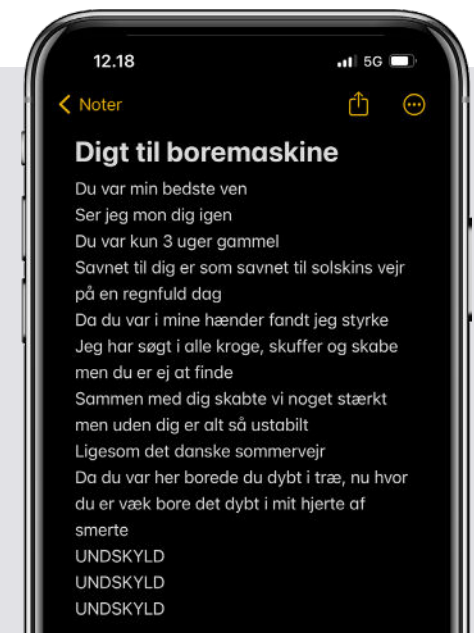 12.18
5G
Noter
Digt til boremaskine
Du var min bedste ven
Ser jeg mon dig igen
Du var kun 3 uger gammel
Savnet til dig er som savnet til solskins vejr
på en regnfuld dag
Da du var i mine hænder fandt jeg styrke
Jeg har søgt i alle kroge, skuffer og skabe
men du er ej at finde
Sammen med dig skabte vi noget stærkt
men uden dig er alt så ustabilt
Ligesom det danske sommervejr
Da du var her borede du dybt i træ, nu hvor
du er væk bore det dybt i mit hjerte af
smerte
UNDSKYLD
UNDSKYLD
UNDSKYLD